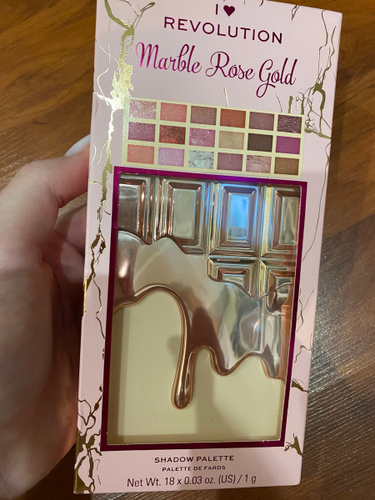 I ♥
REVOLUTION
Marble Rose Gold
SHADOW PALETTE
PALETTE DE FARDS
Net Wt. 18 x 0.03 oz. (US) / 1 g